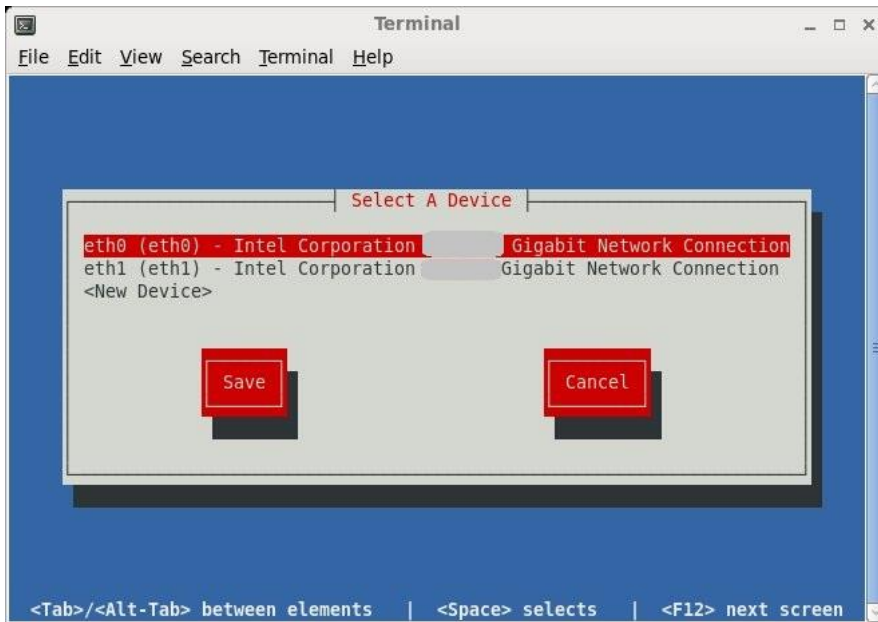 Terminal
File Edit View Search Terminal Help
Select A Device
eth0 (eth0) - Intel Corporation Gigabit Network Connection
eth1 (eth1) - Intel Corporation Gigabit Network Connection
<New Device>
Save Cancel
<Tab>/<Alt-Tab> between elements | <Space> selects | <F12> next screen